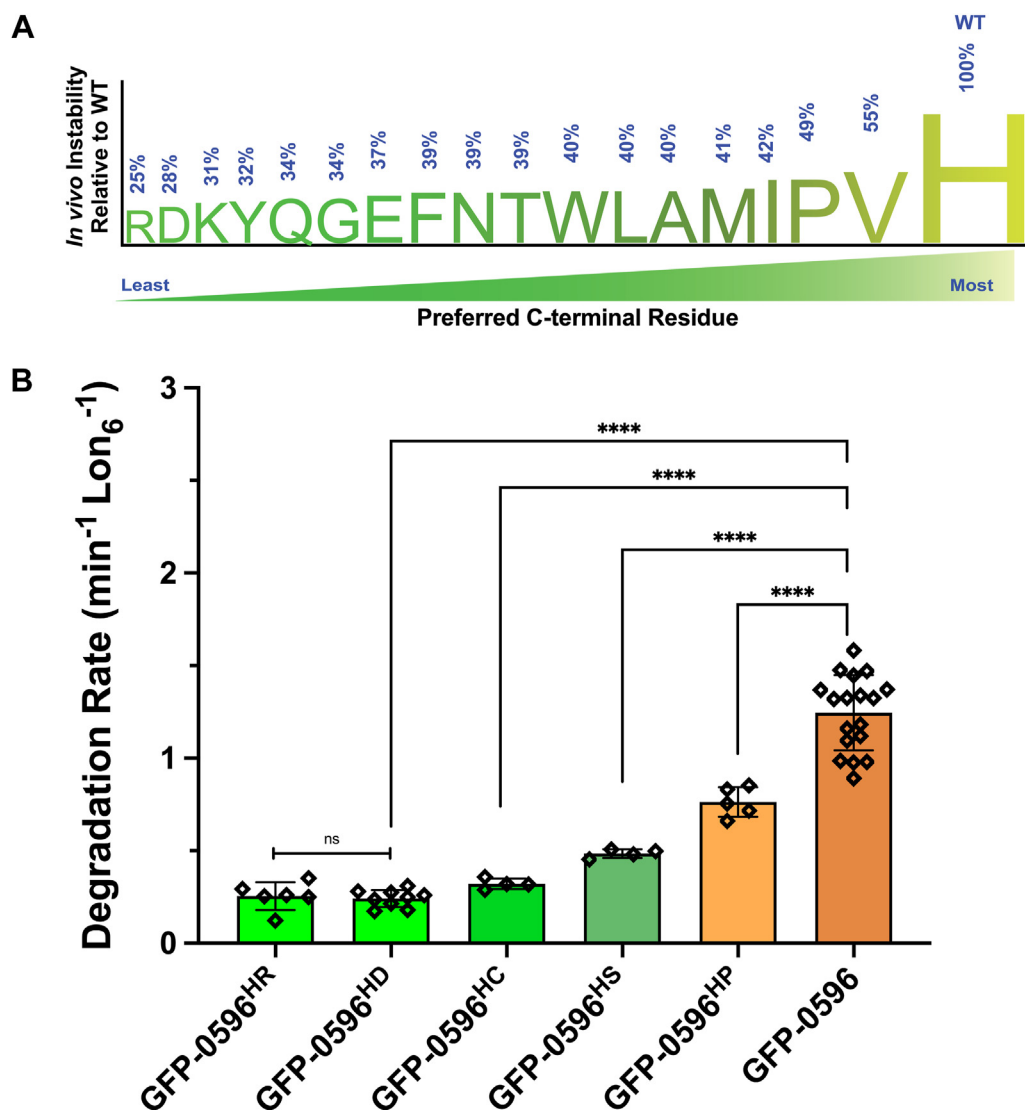 A
In vivo Instability
Relative to WT
WT
25% 28% 31% 32% 34% 34% 37% 39% 39% 39% 40% 40% 40% 41% 42% 49% 55% 100%
RDKYQGEFNTWLAMIPVH
Least Most
Preferred C-terminal Residue
B
Degradation Rate (min⁻¹ Lon₆⁻¹)
3
2
1
0
****
****
****
****
ns
GFP-0596ᴴᴿ
GFP-0596ᴴᴰ
GFP-0596ᴴC
GFP-0596ᴴS
GFP-0596ᴴᴾ
GFP-0596